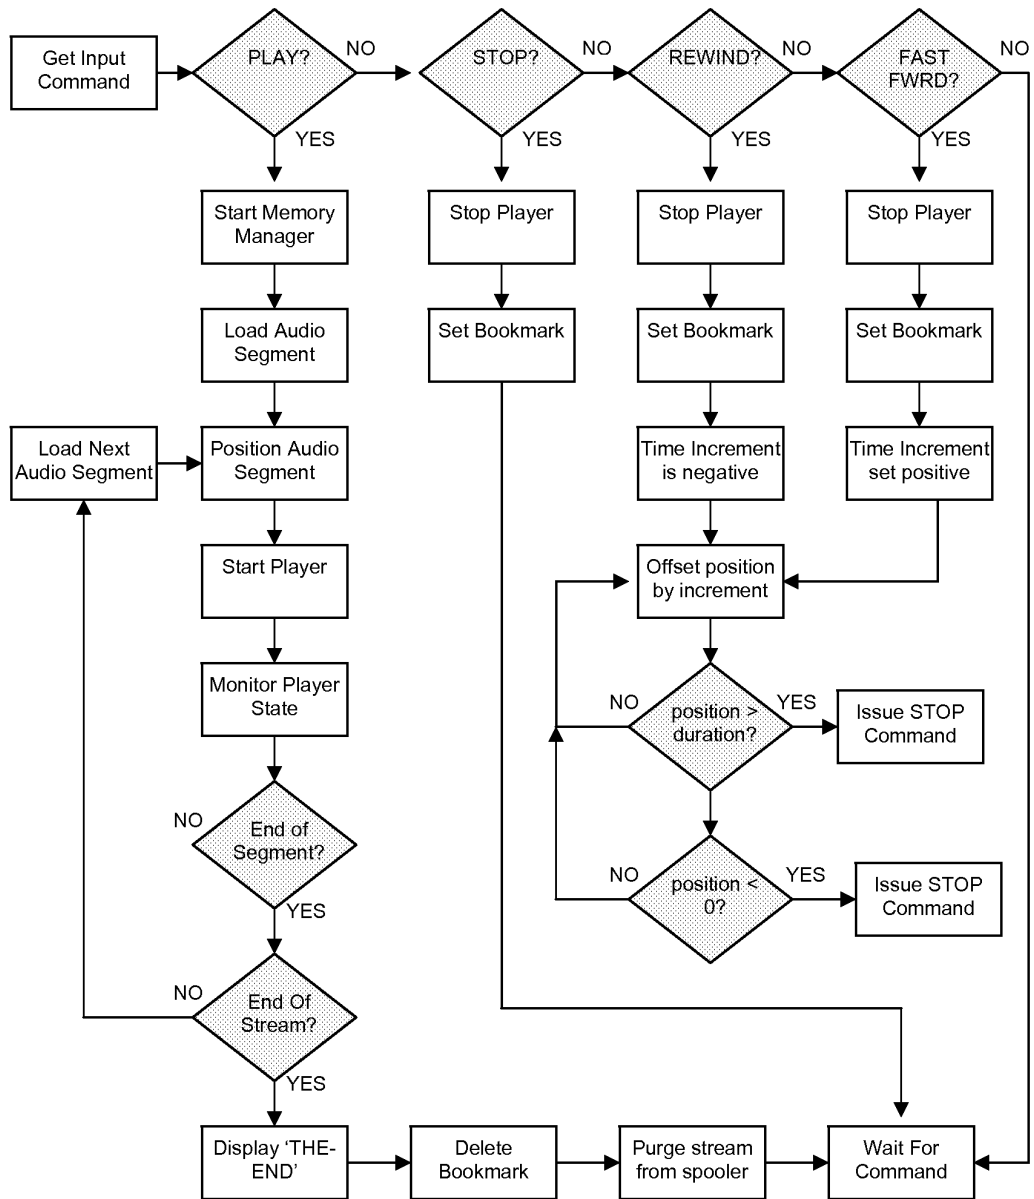 Get Input
Command
PLAY?
NO
STOP?
NO
REWIND?
NO
FAST
FWRD?
NO
YES
YES
YES
YES
Start Memory
Manager
Stop Player
Stop Player
Stop Player
Load Audio
Segment
Set Bookmark
Set Bookmark
Set Bookmark
Load Next
Audio Segment
Position Audio
Segment
Time Increment
is negative
Time Increment
set positive
Start Player
Offset position
by increment
Monitor Player
State
NO
position >
duration?
YES
Issue STOP
Command
NO
End of
Segment?
YES
NO
position <
0?
YES
Issue STOP
Command
NO
End Of
Stream?
YES
Display ‘THE-
END’
Delete
Bookmark
Purge stream
from spooler
Wait For
Command